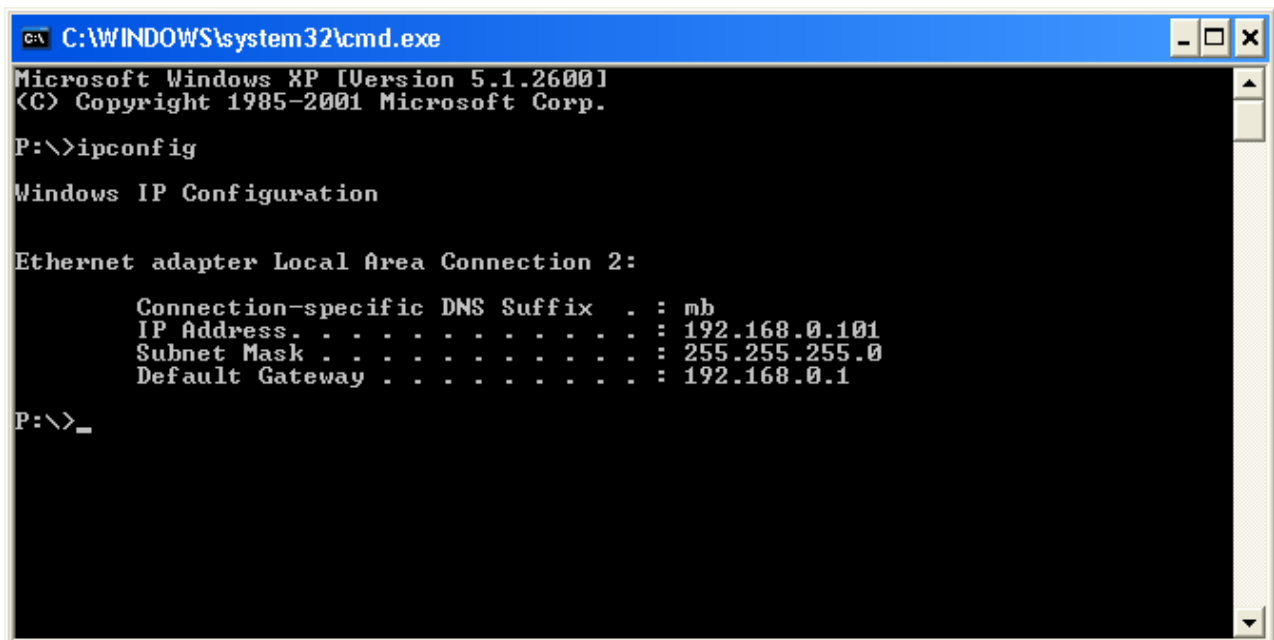 C:\WINDOWS\system32\cmd.exe
Microsoft Windows XP [Version 5.1.2600]
(C) Copyright 1985-2001 Microsoft Corp.
P:\>ipconfig
Windows IP Configuration
Ethernet adapter Local Area Connection 2:
Connection-specific DNS Suffix . : mb
IP Address. . . . . . . . . . . . : 192.168.0.101
Subnet Mask . . . . . . . . . . . : 255.255.255.0
Default Gateway . . . . . . . . . : 192.168.0.1
P:\>_